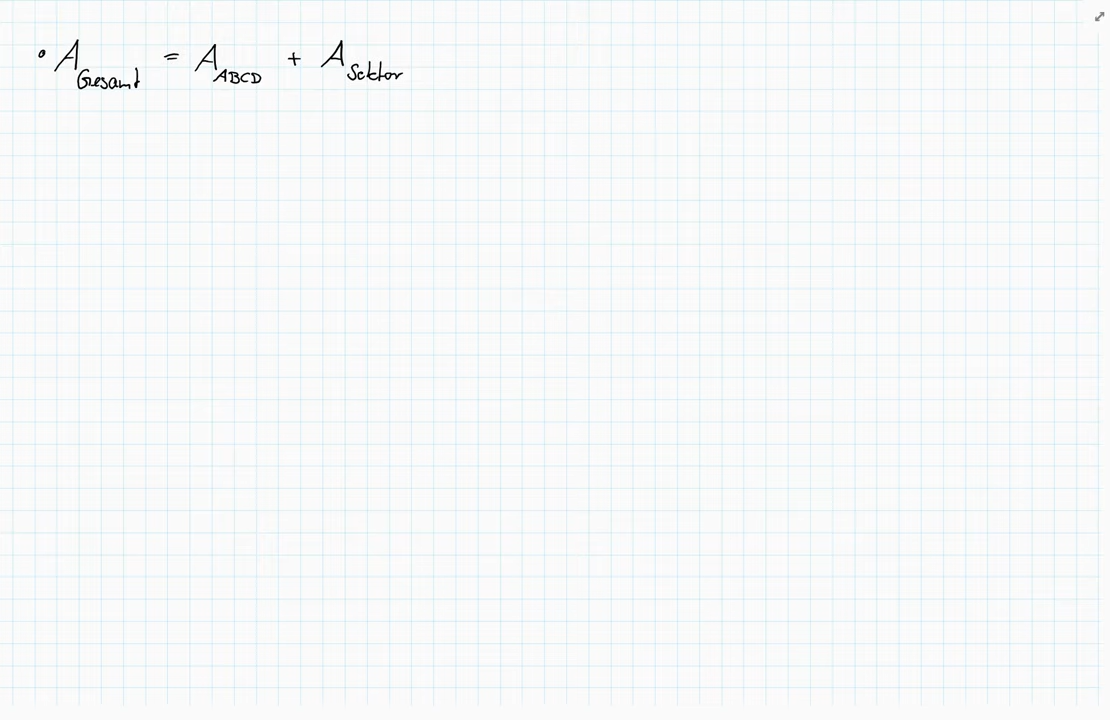 • A_Gesamt = A_ABCD + A_Sektor